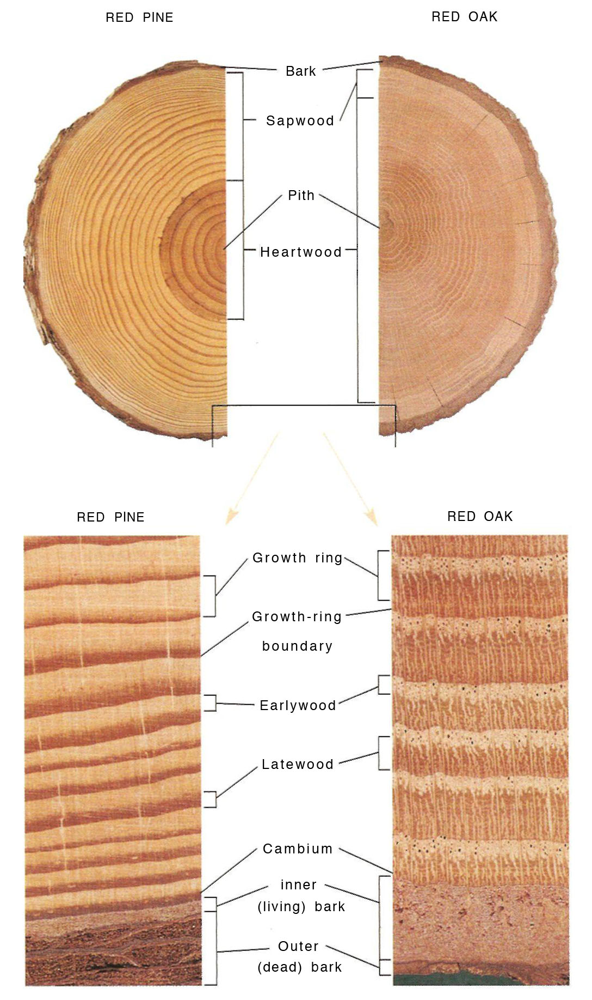 RED PINE
RED OAK
Bark
Sapwood
Pith
Heartwood
RED PINE
RED OAK
Growth ring
Growth-ring
boundary
Earlywood
Latewood
Cambium
inner
(living) bark
Outer
(dead) bark